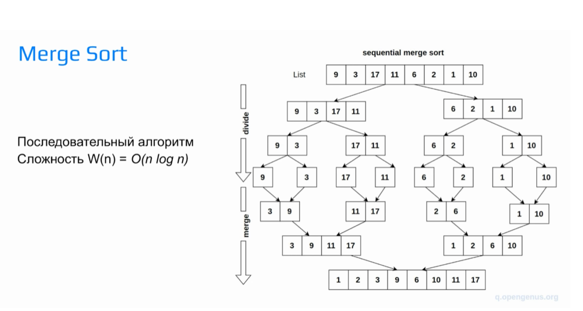 Merge Sort
sequential merge sort
List
9 3 17 11 6 2 1 10
9 3 17 11
6 2 1 10
divide
Последовательный алгоритм
Сложность W(n) = O(n log n)
9 3
17 11
6 2
1 10
9
3
17
11
6
2
1
10
merge
3 9
11 17
2 6
1 10
3 9 11 17
1 2 6 10
1 2 3 9 6 10 11 17
q.opengenus.org